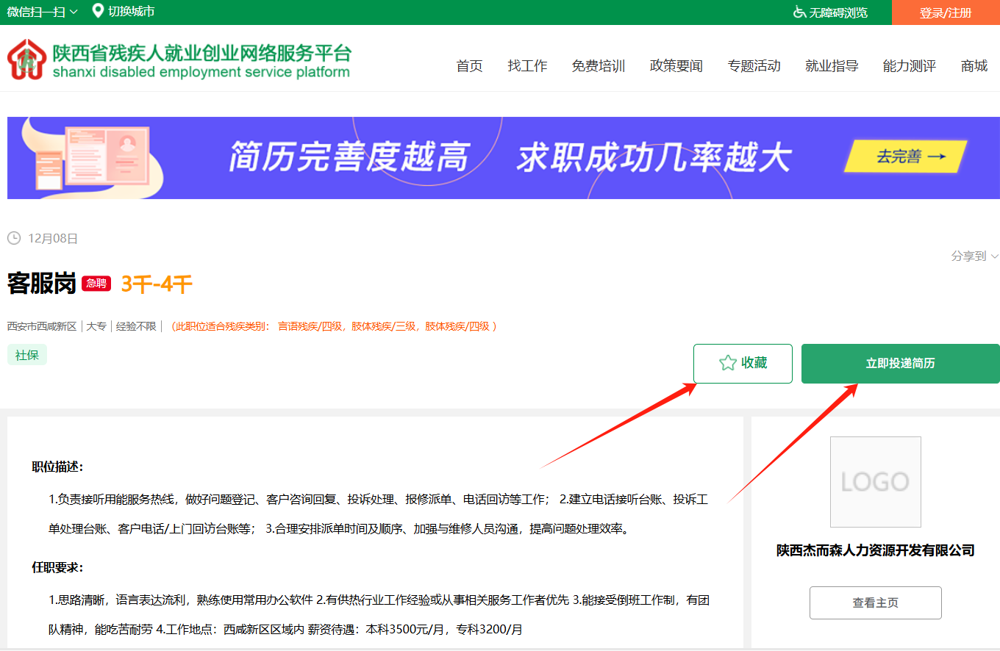 微信扫一扫 切换城市 无障碍浏览 登录/注册
陕西省残疾人就业创业网络服务平台
shanxi disabled employment service platform
首页 找工作 免费培训 政策要闻 专题活动 就业指导 能力测评 商城
简历完善度越高 求职成功几率越大 去完善
12月08日
分享到
客服岗 急聘 3千-4千
西安市西咸新区 | 大专 | 经验不限 | （此职位适合残疾类别： 言语残疾/四级，肢体残疾/三级，肢体残疾/四级 ）
社保
收藏 立即投递简历
职位描述：
1.负责接听用能服务热线，做好问题登记、客户咨询回复、投诉处理、报修派单、电话回访等工作； 2.建立电话接听台账、投诉工
单处理台账、客户电话/上门回访台账等； 3.合理安排派单时间及顺序、加强与维修人员沟通，提高问题处理效率。
任职要求：
1.思路清晰，语言表达流利，熟练使用常用办公软件 2.有供热行业工作经验或从事相关服务工作者优先 3.能接受倒班工作制，有团
队精神，能吃苦耐劳 4.工作地点：西咸新区区域内 薪资待遇：本科3500元/月，专科3200/月
LOGO
陕西杰而森人力资源开发有限公司
查看主页